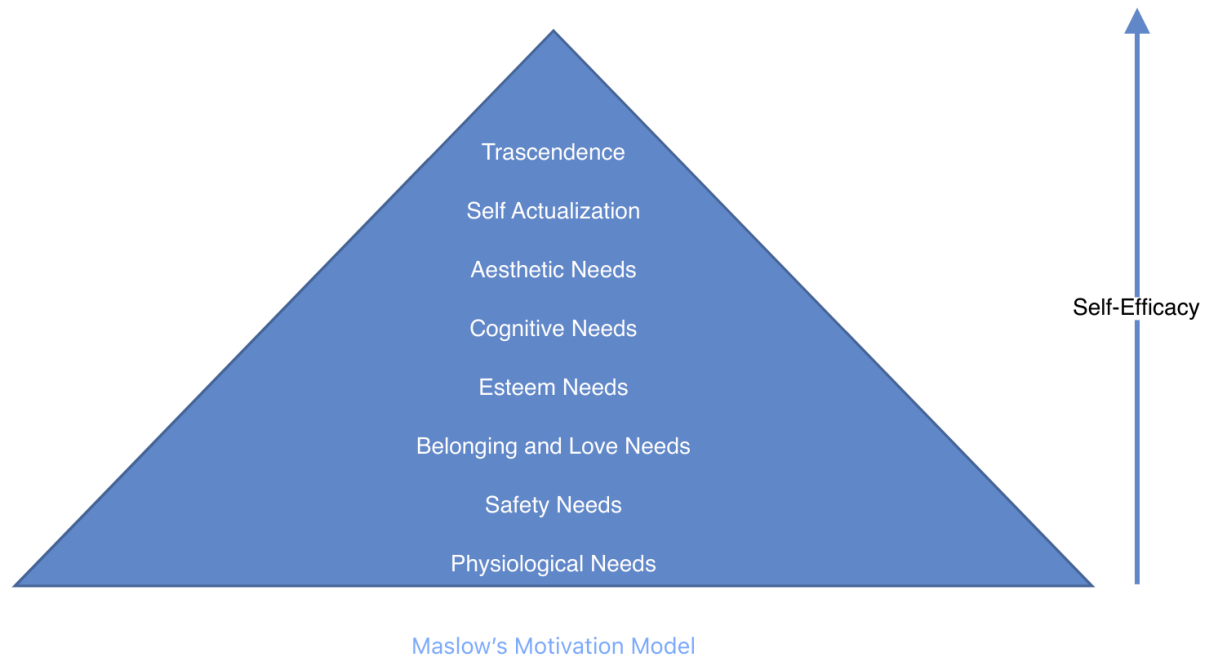 Trascendence
Self Actualization
Aesthetic Needs
Cognitive Needs
Self-Efficacy
Esteem Needs
Belonging and Love Needs
Safety Needs
Physiological Needs
Maslow's Motivation Model